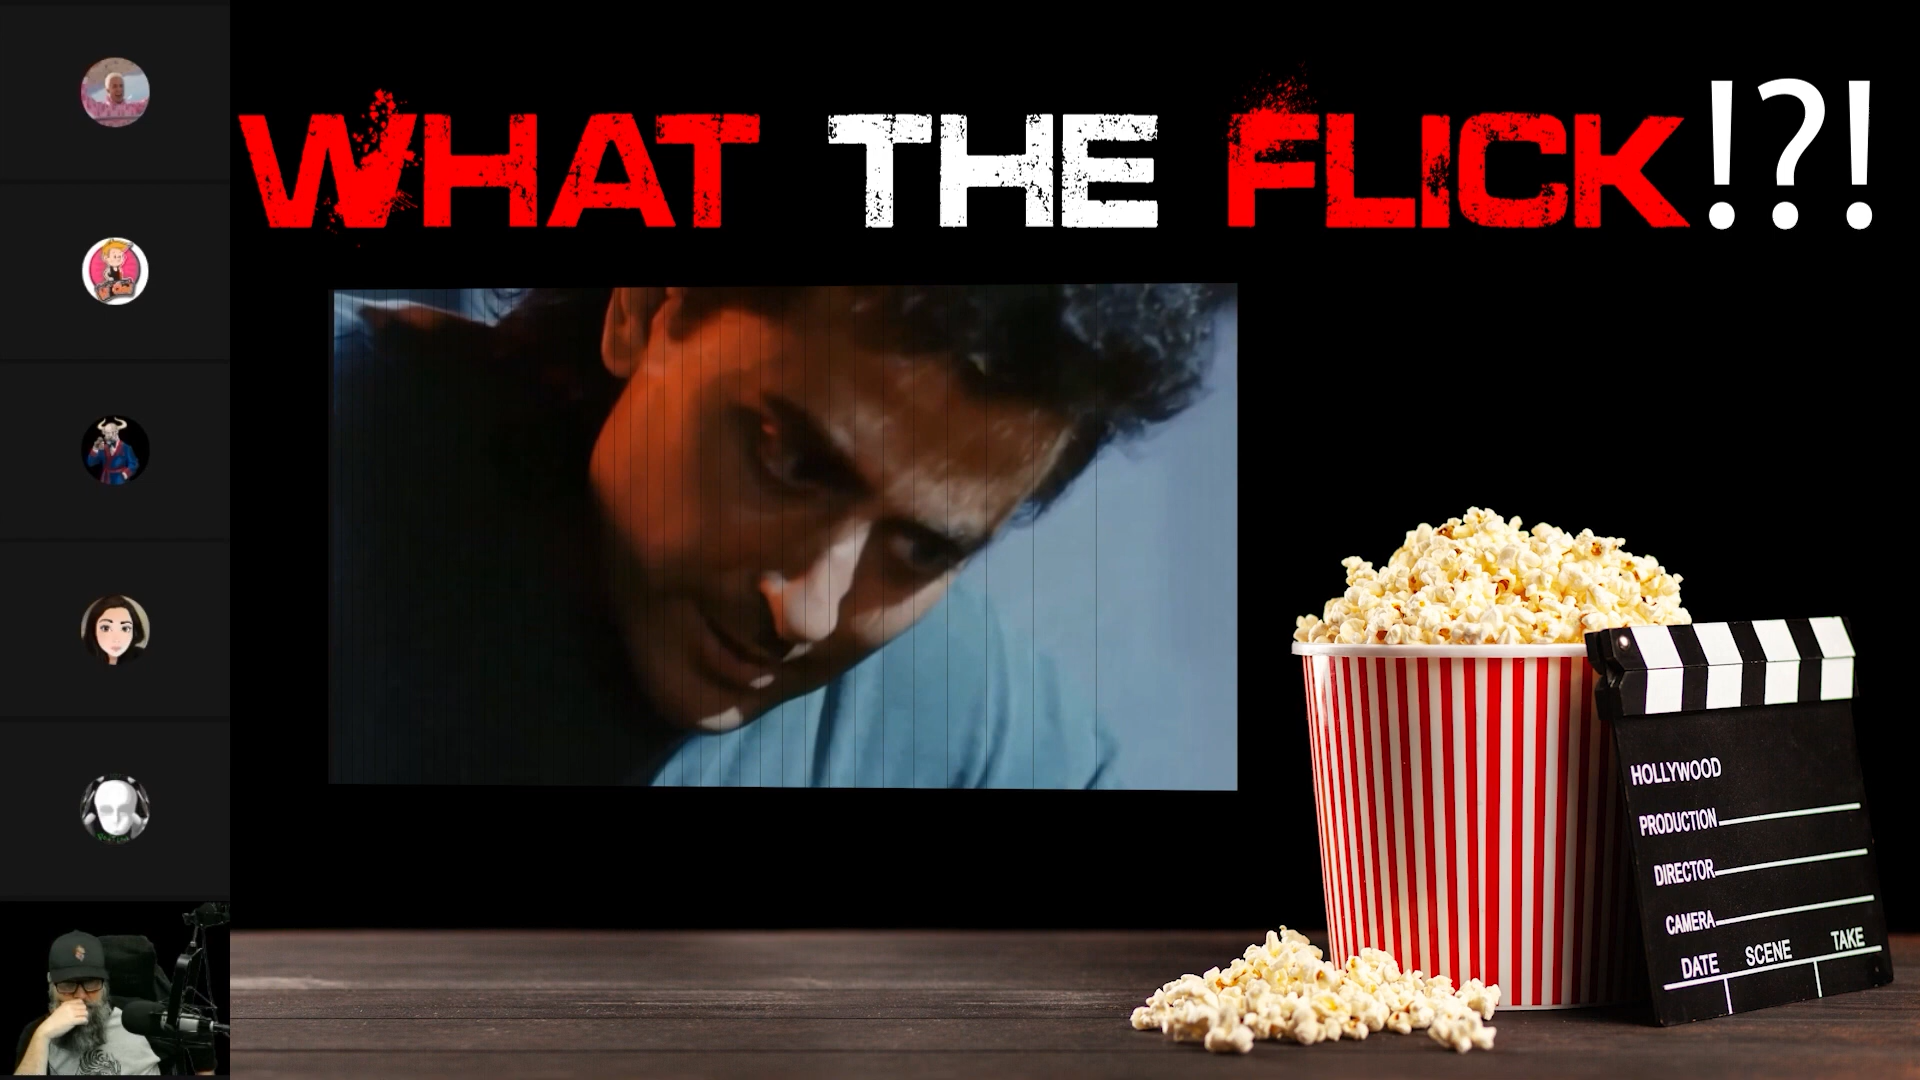 WHAT THE FLICK!?!
HOLLYWOOD
PRODUCTION
DIRECTOR
CAMERA
DATE SCENE TAKE